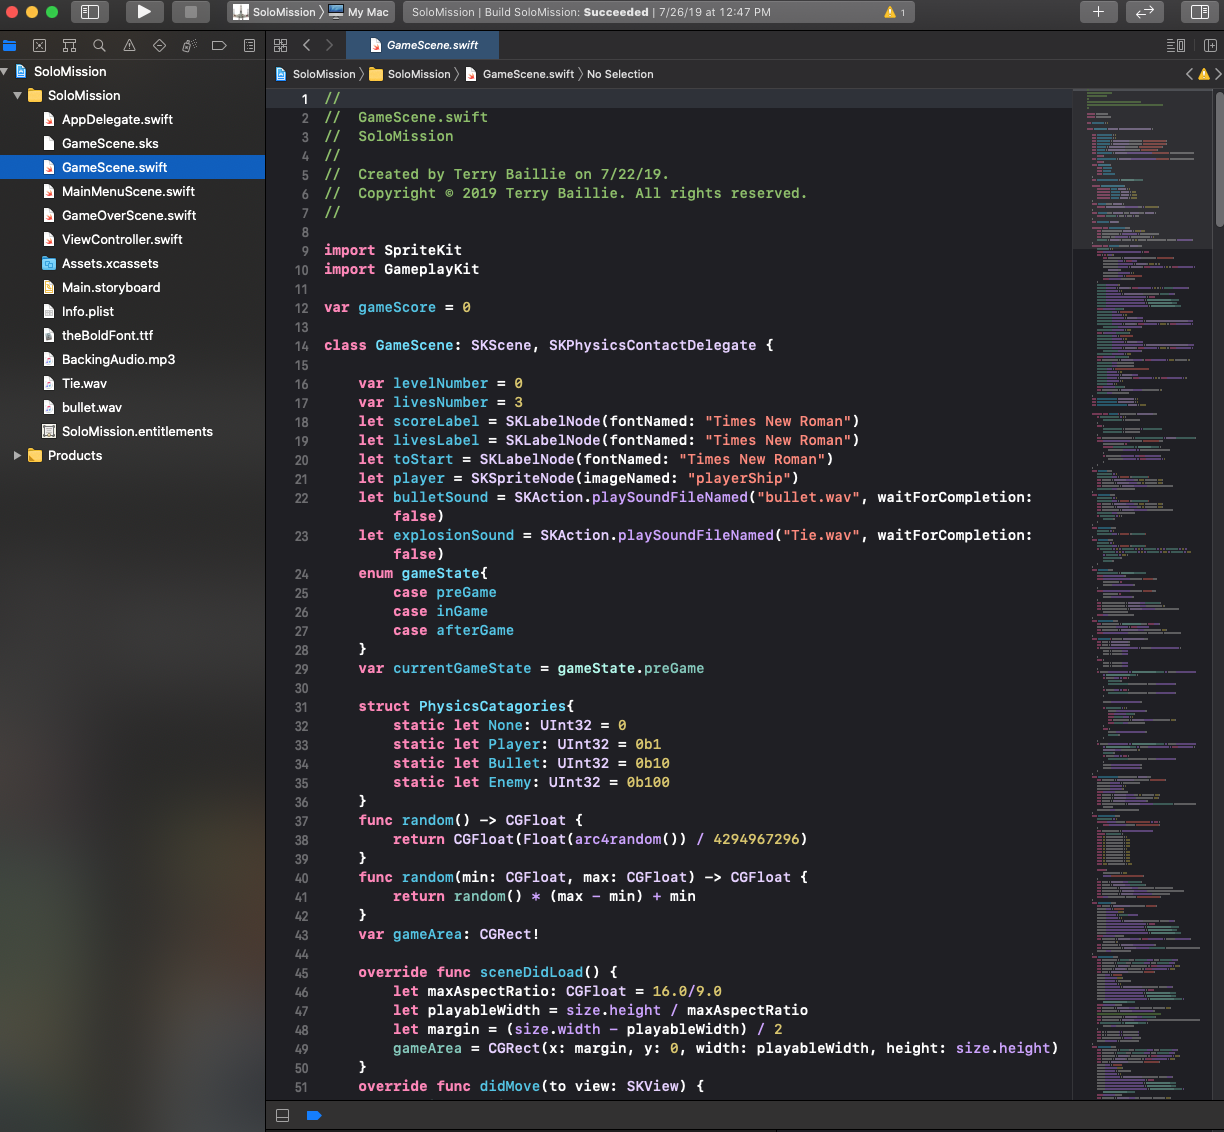 SoloMission 〉 My Mac
SoloMission | Build SoloMission: Succeeded | 7/26/19 at 12:47 PM
1
GameScene.swift
SoloMission 〉 SoloMission 〉 GameScene.swift 〉 No Selection
SoloMission
SoloMission
AppDelegate.swift
GameScene.sks
GameScene.swift
MainMenuScene.swift
GameOverScene.swift
ViewController.swift
Assets.xcassets
Main.storyboard
Info.plist
theBoldFont.ttf
BackingAudio.mp3
Tie.wav
bullet.wav
SoloMission.entitlements
Products
1 //
2 //  GameScene.swift
3 //  SoloMission
4 //
5 //  Created by Terry Baillie on 7/22/19.
6 //  Copyright © 2019 Terry Baillie. All rights reserved.
7 //
8
9 import SpriteKit
10 import GameplayKit
11
12 var gameScore = 0
13
14 class GameScene: SKScene, SKPhysicsContactDelegate {
15
16     var levelNumber = 0
17     var livesNumber = 3
18     let scoreLabel = SKLabelNode(fontNamed: "Times New Roman")
19     let livesLabel = SKLabelNode(fontNamed: "Times New Roman")
20     let toStart = SKLabelNode(fontNamed: "Times New Roman")
21     let player = SKSpriteNode(imageNamed: "playerShip")
22     let bulletSound = SKAction.playSoundFileNamed("bullet.wav", waitForCompletion:
false)
23     let explosionSound = SKAction.playSoundFileNamed("Tie.wav", waitForCompletion:
false)
24     enum gameState{
25         case preGame
26         case inGame
27         case afterGame
28     }
29     var currentGameState = gameState.preGame
30
31     struct PhysicsCatagories{
32         static let None: UInt32 = 0
33         static let Player: UInt32 = 0b1
34         static let Bullet: UInt32 = 0b10
35         static let Enemy: UInt32 = 0b100
36     }
37     func random() -> CGFloat {
38         return CGFloat(Float(arc4random()) / 4294967296)
39     }
40     func random(min: CGFloat, max: CGFloat) -> CGFloat {
41         return random() * (max - min) + min
42     }
43     var gameArea: CGRect!
44
45     override func sceneDidLoad() {
46         let maxAspectRatio: CGFloat = 16.0/9.0
47         let playableWidth = size.height / maxAspectRatio
48         let margin = (size.width - playableWidth) / 2
49         gameArea = CGRect(x: margin, y: 0, width: playableWidth, height: size.height)
50     }
51     override func didMove(to view: SKView) {